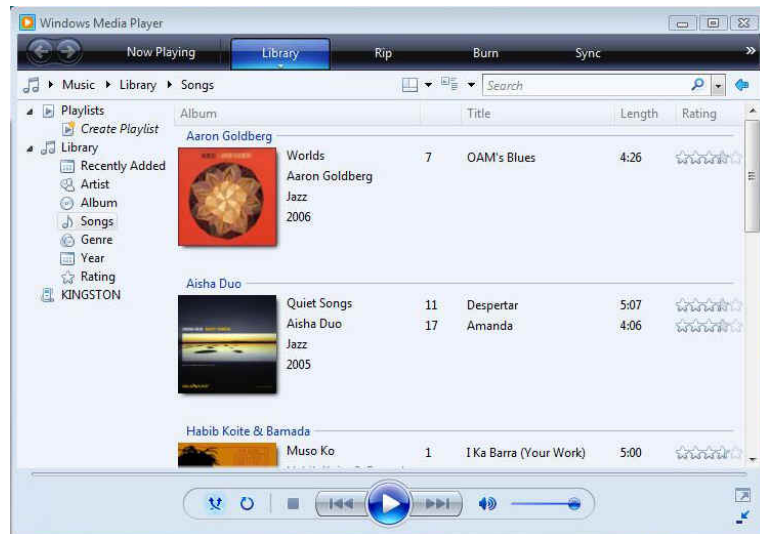 Windows Media Player
Now Playing Library Rip Burn Sync »
Music Library Songs Search
Playlists
Create Playlist
Library
Recently Added
Artist
Album
Songs
Genre
Year
Rating
KINGSTON
Album Title Length Rating
Aaron Goldberg
Worlds 7 OAM's Blues 4:26
Aaron Goldberg
Jazz
2006
Aisha Duo
Quiet Songs 11 Despertar 5:07
Aisha Duo 17 Amanda 4:06
Jazz
2005
Habib Koite & Bamada
Muso Ko 1 I Ka Barra (Your Work) 5:00